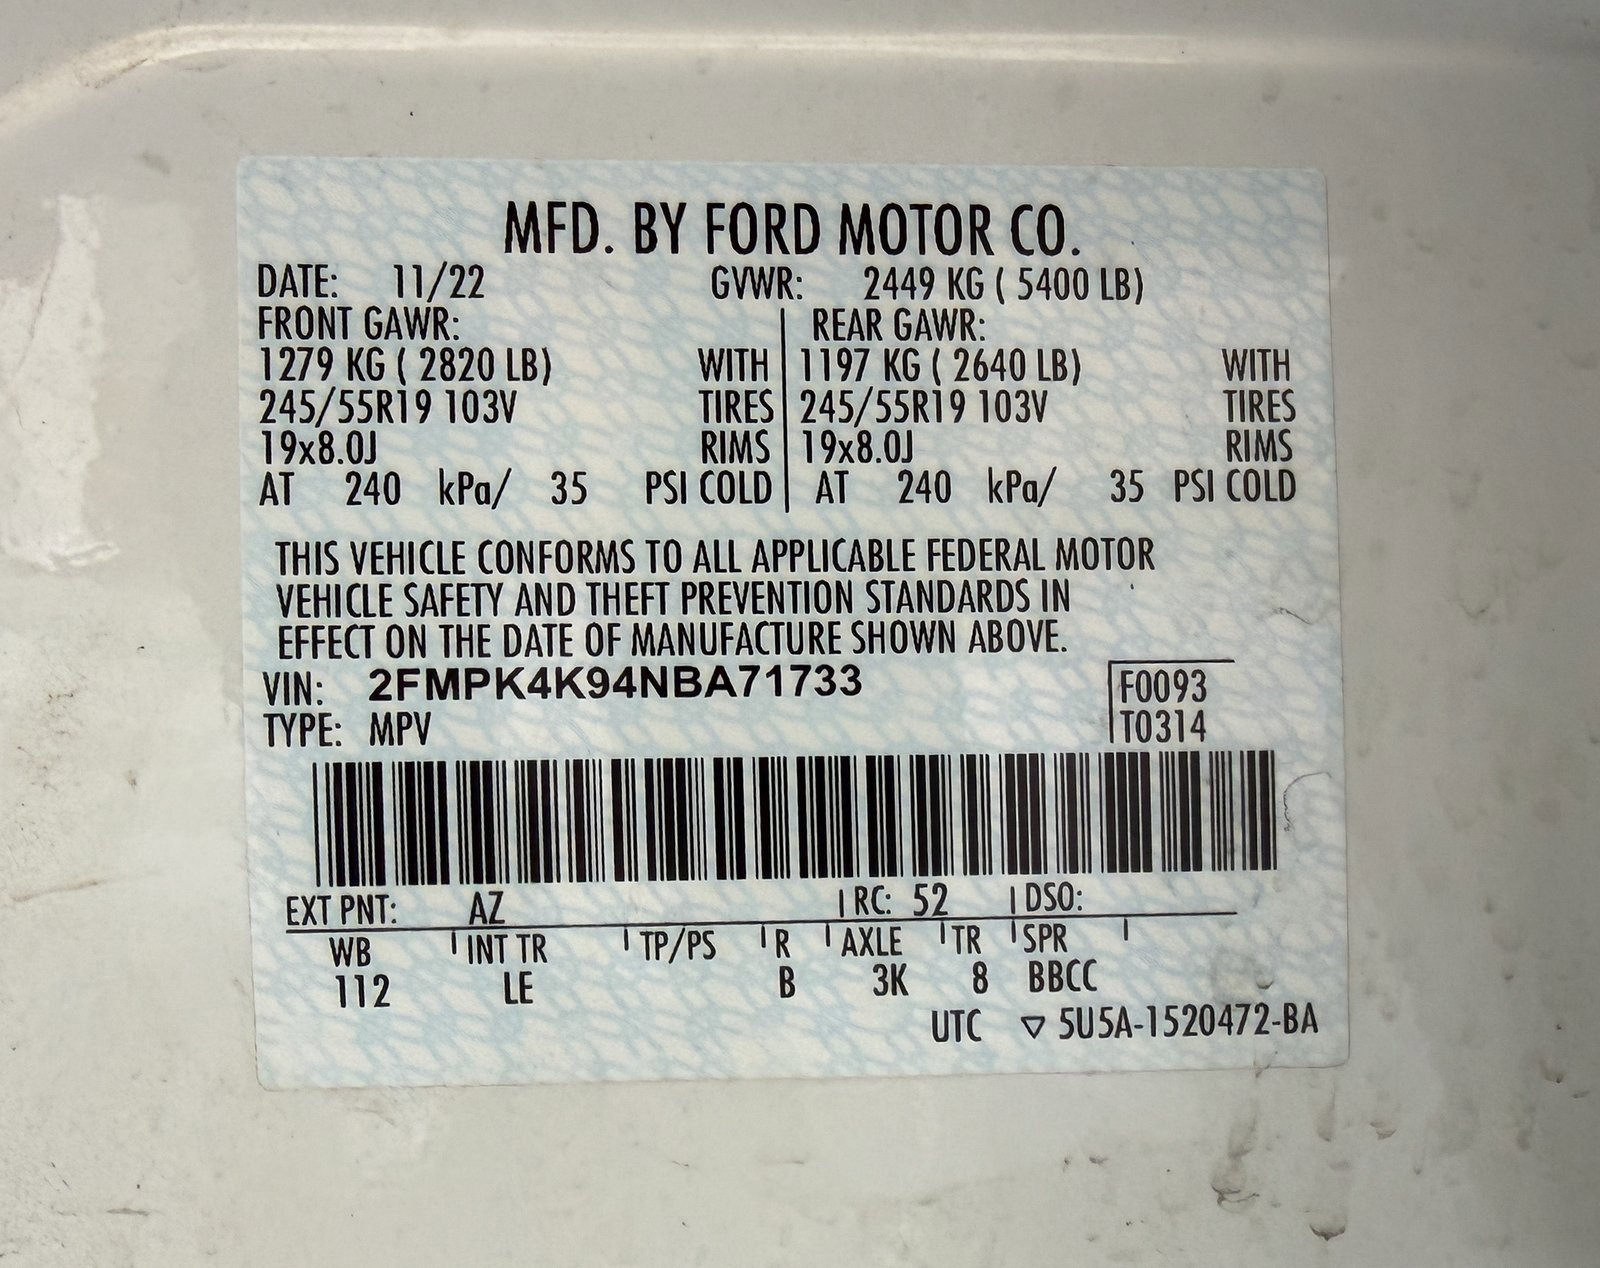 MFD. BY FORD MOTOR CO.
DATE: 11/22 GVWR: 2449 KG ( 5400 LB)
FRONT GAWR: REAR GAWR:
1279 KG ( 2820 LB) WITH 1197 KG ( 2640 LB) WITH
245/55R19 103V TIRES 245/55R19 103V TIRES
19x8.0J RIMS 19x8.0J RIMS
AT 240 kPa/ 35 PSI COLD AT 240 kPa/ 35 PSI COLD
THIS VEHICLE CONFORMS TO ALL APPLICABLE FEDERAL MOTOR
VEHICLE SAFETY AND THEFT PREVENTION STANDARDS IN
EFFECT ON THE DATE OF MANUFACTURE SHOWN ABOVE.
VIN: 2FMPK4K94NBA71733 F0093
TYPE: MPV T0314
EXT PNT: AZ RC: 52 DSO:
WB INT TR TP/PS R AXLE TR SPR
112 LE B 3K 8 BBCC
UTC ▽ 5U5A-1520472-BA